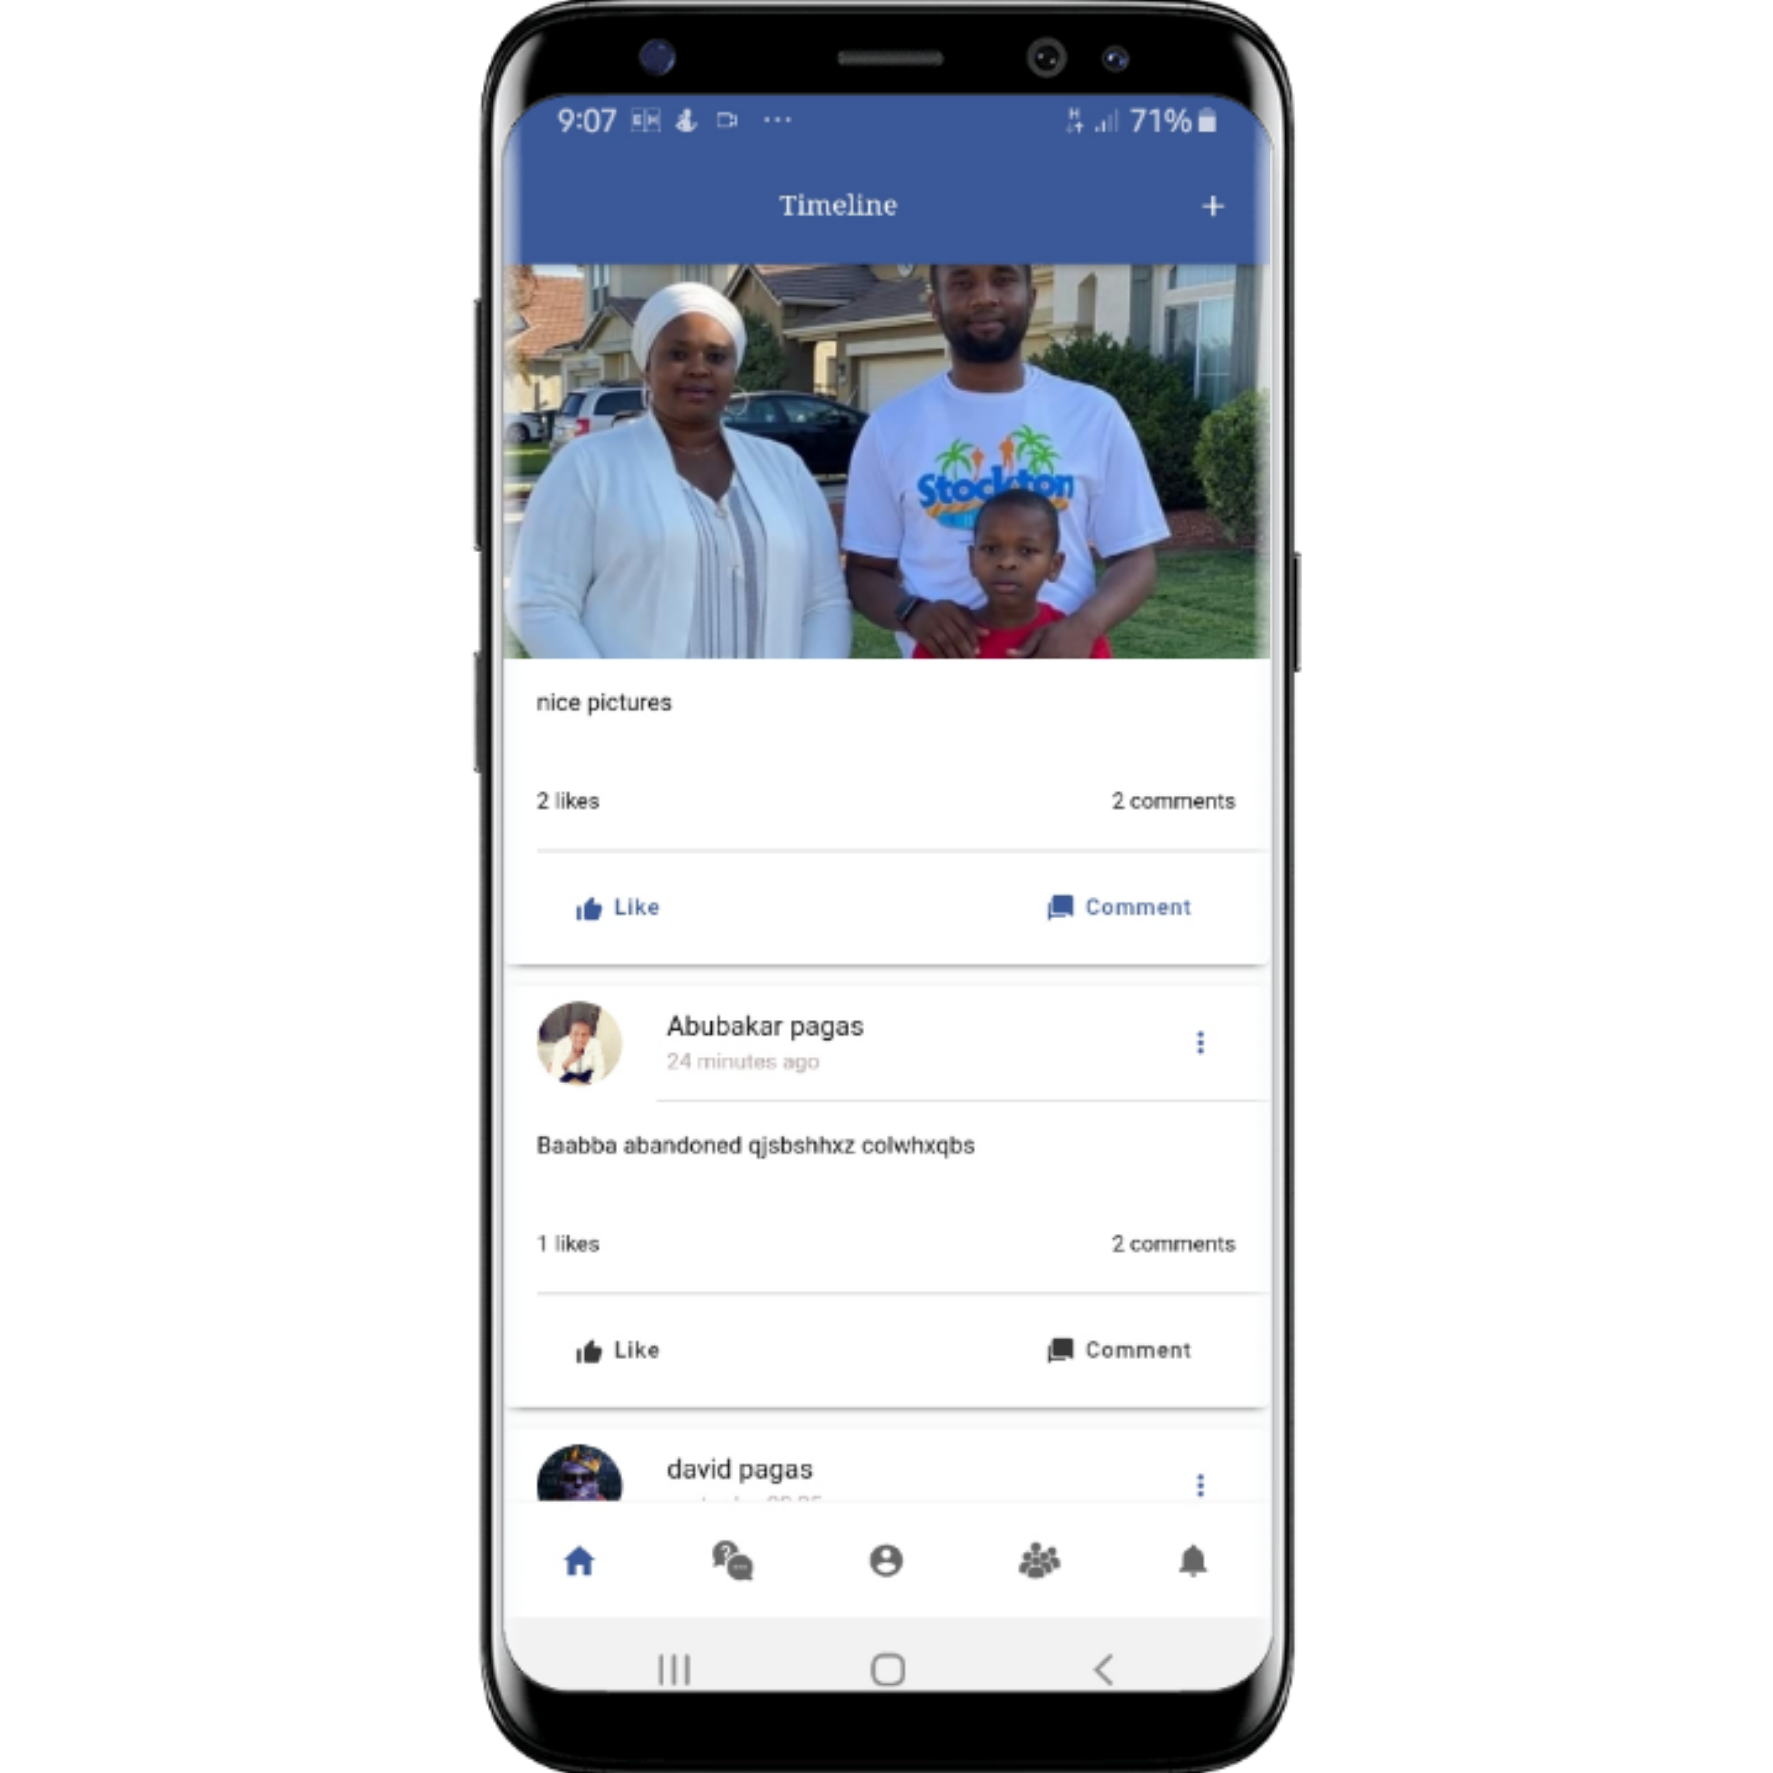 9:07
71%
Timeline
+
Stockton
nice pictures
2 likes 2 comments
Like Comment
Abubakar pagas
24 minutes ago
Baabba abandoned qjsbshhxz colwhxqbs
1 likes 2 comments
Like Comment
david pagas